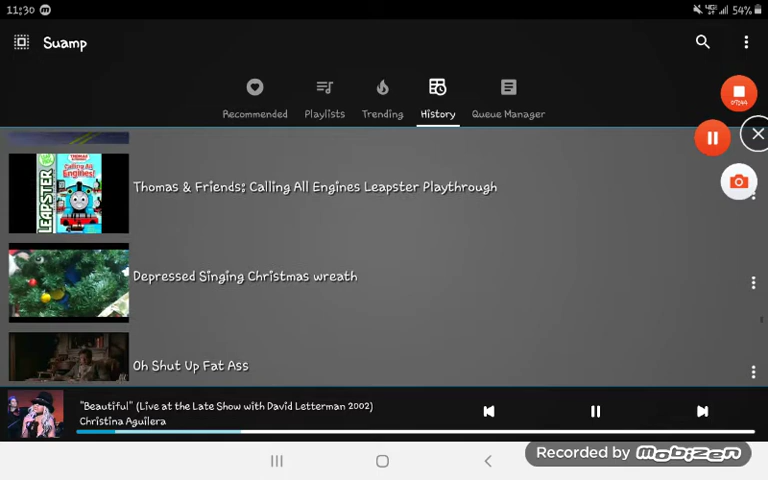 11:30
54%
Suamp
07:44
Recommended
Playlists
Trending
History
Queue Manager
LEAPSTER
Calling All Engines!
Thomas & Friends: Calling All Engines Leapster Playthrough
Depressed Singing Christmas wreath
Oh Shut Up Fat Ass
"Beautiful" (Live at the Late Show with David Letterman 2002)
Christina Aguilera
Recorded by mobizen